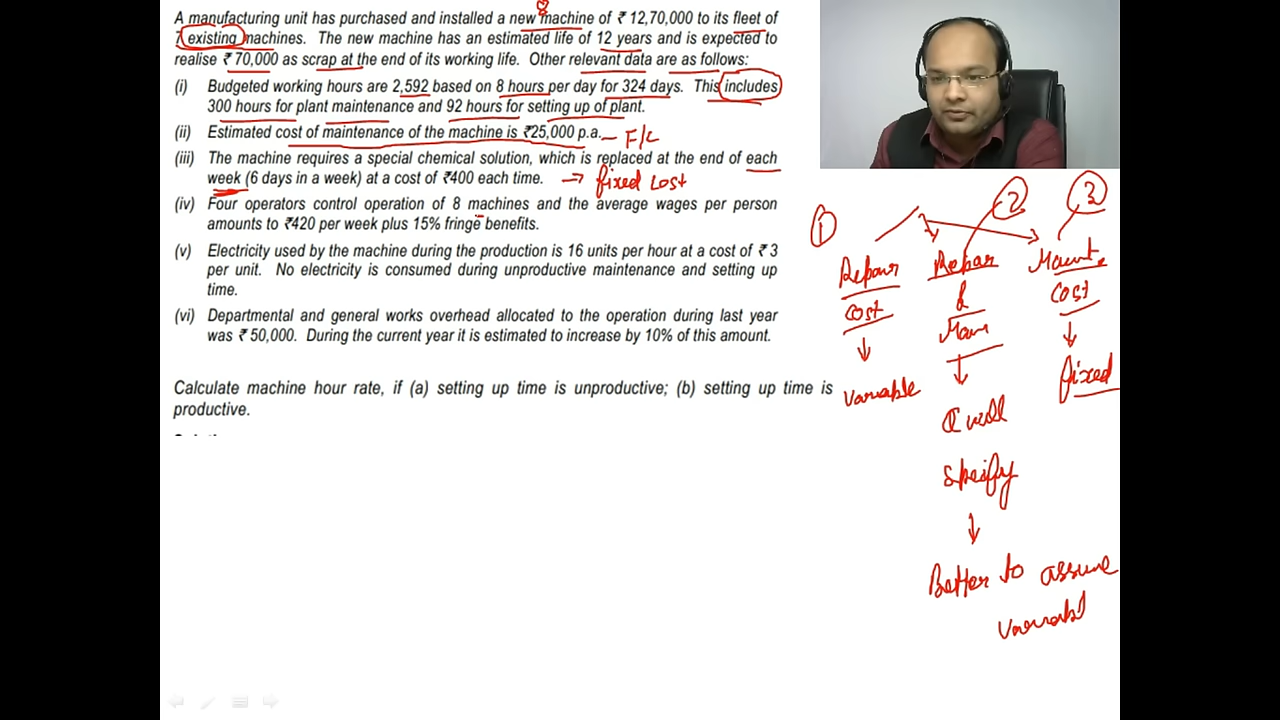 8
A manufacturing unit has purchased and installed a new machine of ₹ 12,70,000 to its fleet of
7 existing machines. The new machine has an estimated life of 12 years and is expected to
realise ₹ 70,000 as scrap at the end of its working life. Other relevant data are as follows:
(i) Budgeted working hours are 2,592 based on 8 hours per day for 324 days. This includes
300 hours for plant maintenance and 92 hours for setting up of plant.
(ii) Estimated cost of maintenance of the machine is ₹25,000 p.a. – F/C
(iii) The machine requires a special chemical solution, which is replaced at the end of each
week (6 days in a week) at a cost of ₹400 each time. → fixed cost
(iv) Four operators control operation of 8 machines and the average wages per person
amounts to ₹420 per week plus 15% fringe benefits.
(v) Electricity used by the machine during the production is 16 units per hour at a cost of ₹ 3
per unit. No electricity is consumed during unproductive maintenance and setting up
time.
(vi) Departmental and general works overhead allocated to the operation during last year
was ₹ 50,000. During the current year it is estimated to increase by 10% of this amount.
Calculate machine hour rate, if (a) setting up time is unproductive; (b) setting up time is
productive.
① ② ③
Repair
cost
↓
variable
Repair
&
Main
↓
Q will
specify
↓
Better to assume
variabl
Maint.
cost
↓
fixed